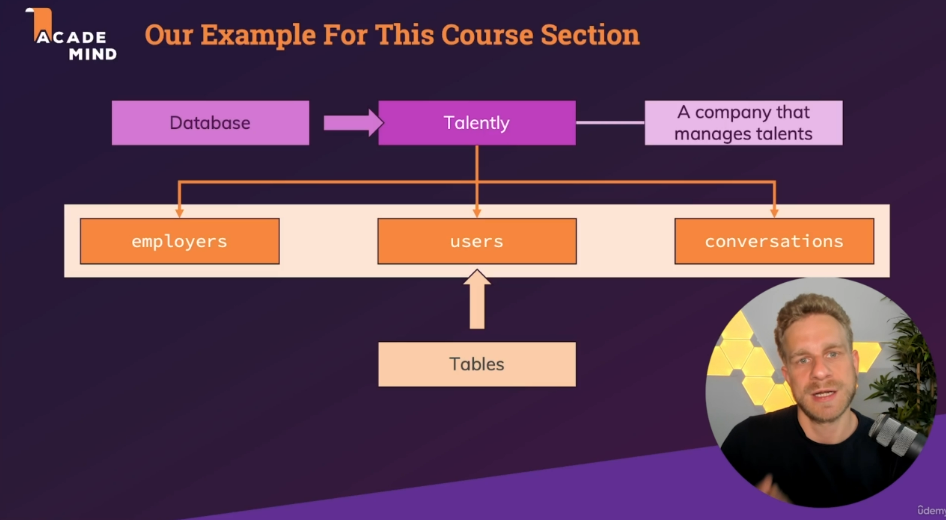 ACADE
MIND
Our Example For This Course Section
Database
Talently
A company that
manages talents
employers
users
conversations
Tables
ûdemy